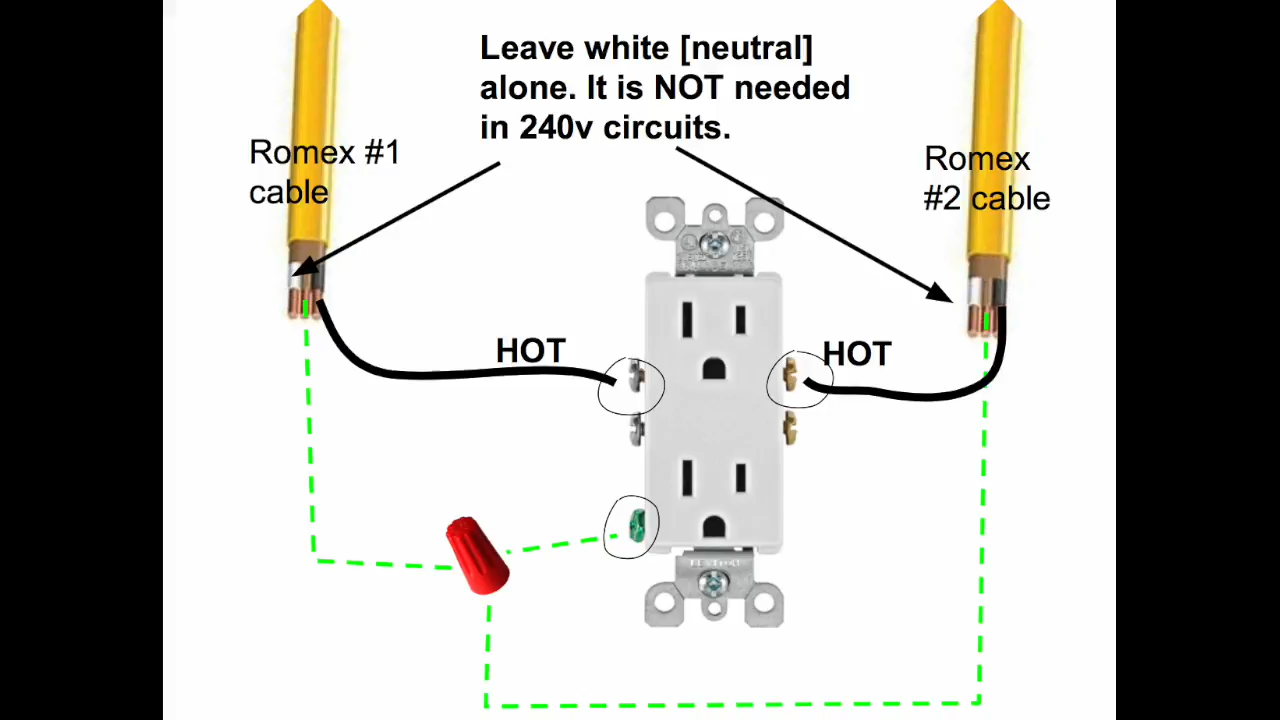 Leave white [neutral]
alone. It is NOT needed
in 240v circuits.
Romex #1
cable
Romex
#2 cable
HOT
HOT